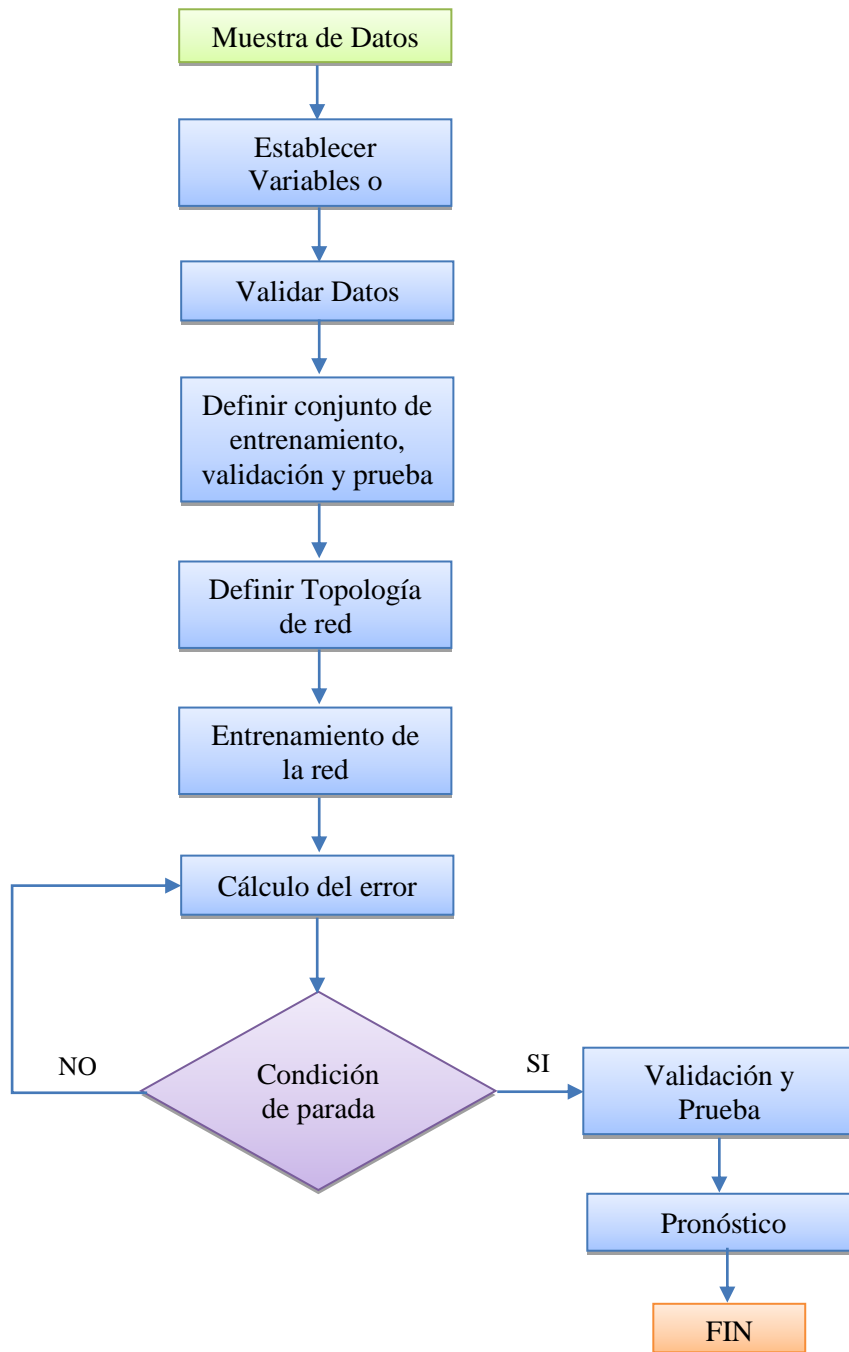 Muestra de Datos
Establecer
Variables o
Validar Datos
Definir conjunto de
entrenamiento,
validación y prueba
Definir Topología
de red
Entrenamiento de
la red
Cálculo del error
NO
Condición
de parada
SI
Validación y
Prueba
Pronóstico
FIN